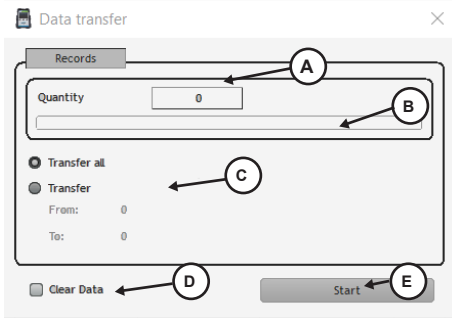 Data transfer
Records
A
Quantity 0
B
Transfer all
C
Transfer
From: 0
To: 0
D
Clear Data
E
Start